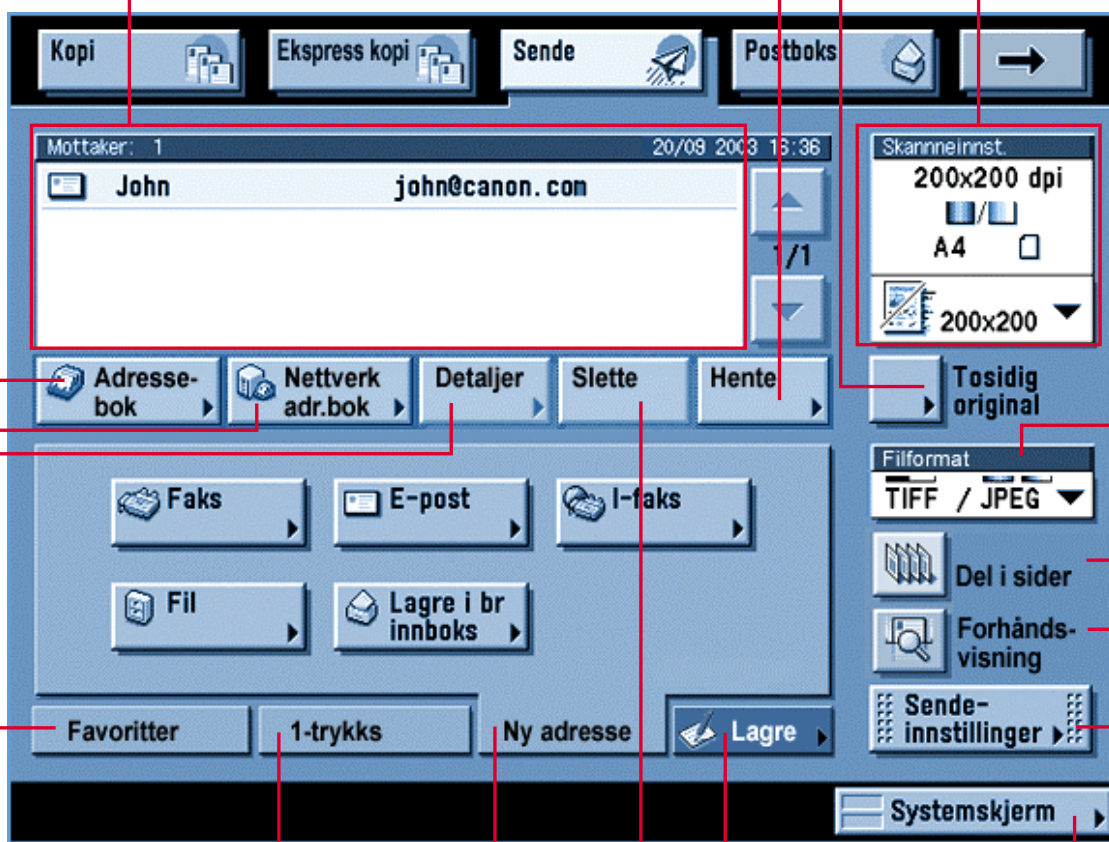 Kopi
Ekspress kopi
Sende
Postboks
Mottaker: 1
20/09 2003 16:36
John
john@canon.com
1/1
Skannneinnst.
200x200 dpi
/
A4
200x200
Adresse-
bok
Nettverk
adr.bok
Detaljer
Slette
Hente
Tosidig
original
Filformat
TIFF / JPEG
Faks
E-post
I-faks
Fil
Lagre i br
innboks
Del i sider
Forhånds-
visning
Favoritter
1-trykks
Ny adresse
Lagre
Sende-
innstillinger
Systemskjerm